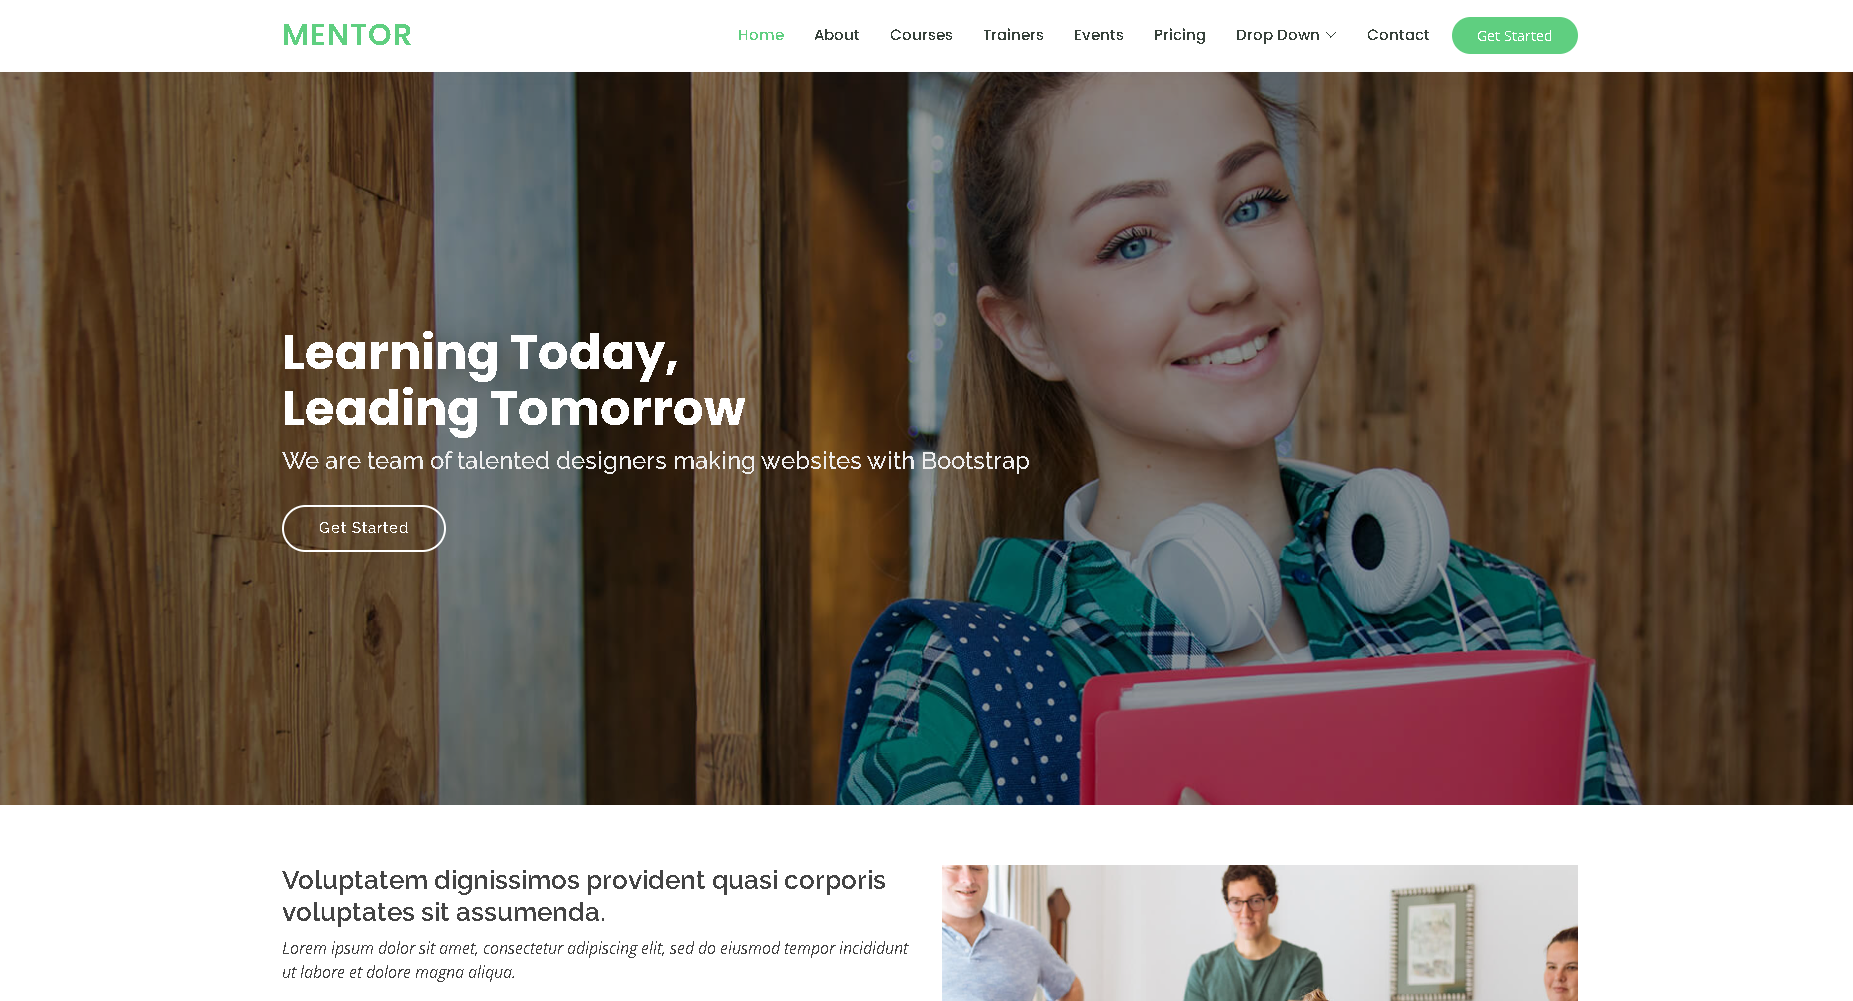 MENTOR
Home About Courses Trainers Events Pricing Drop Down Contact Get Started
Learning Today,
Leading Tomorrow
We are team of talented designers making websites with Bootstrap
Get Started
Voluptatem dignissimos provident quasi corporis
voluptates sit assumenda.
Lorem ipsum dolor sit amet, consectetur adipiscing elit, sed do eiusmod tempor incididunt
ut labore et dolore magna aliqua.